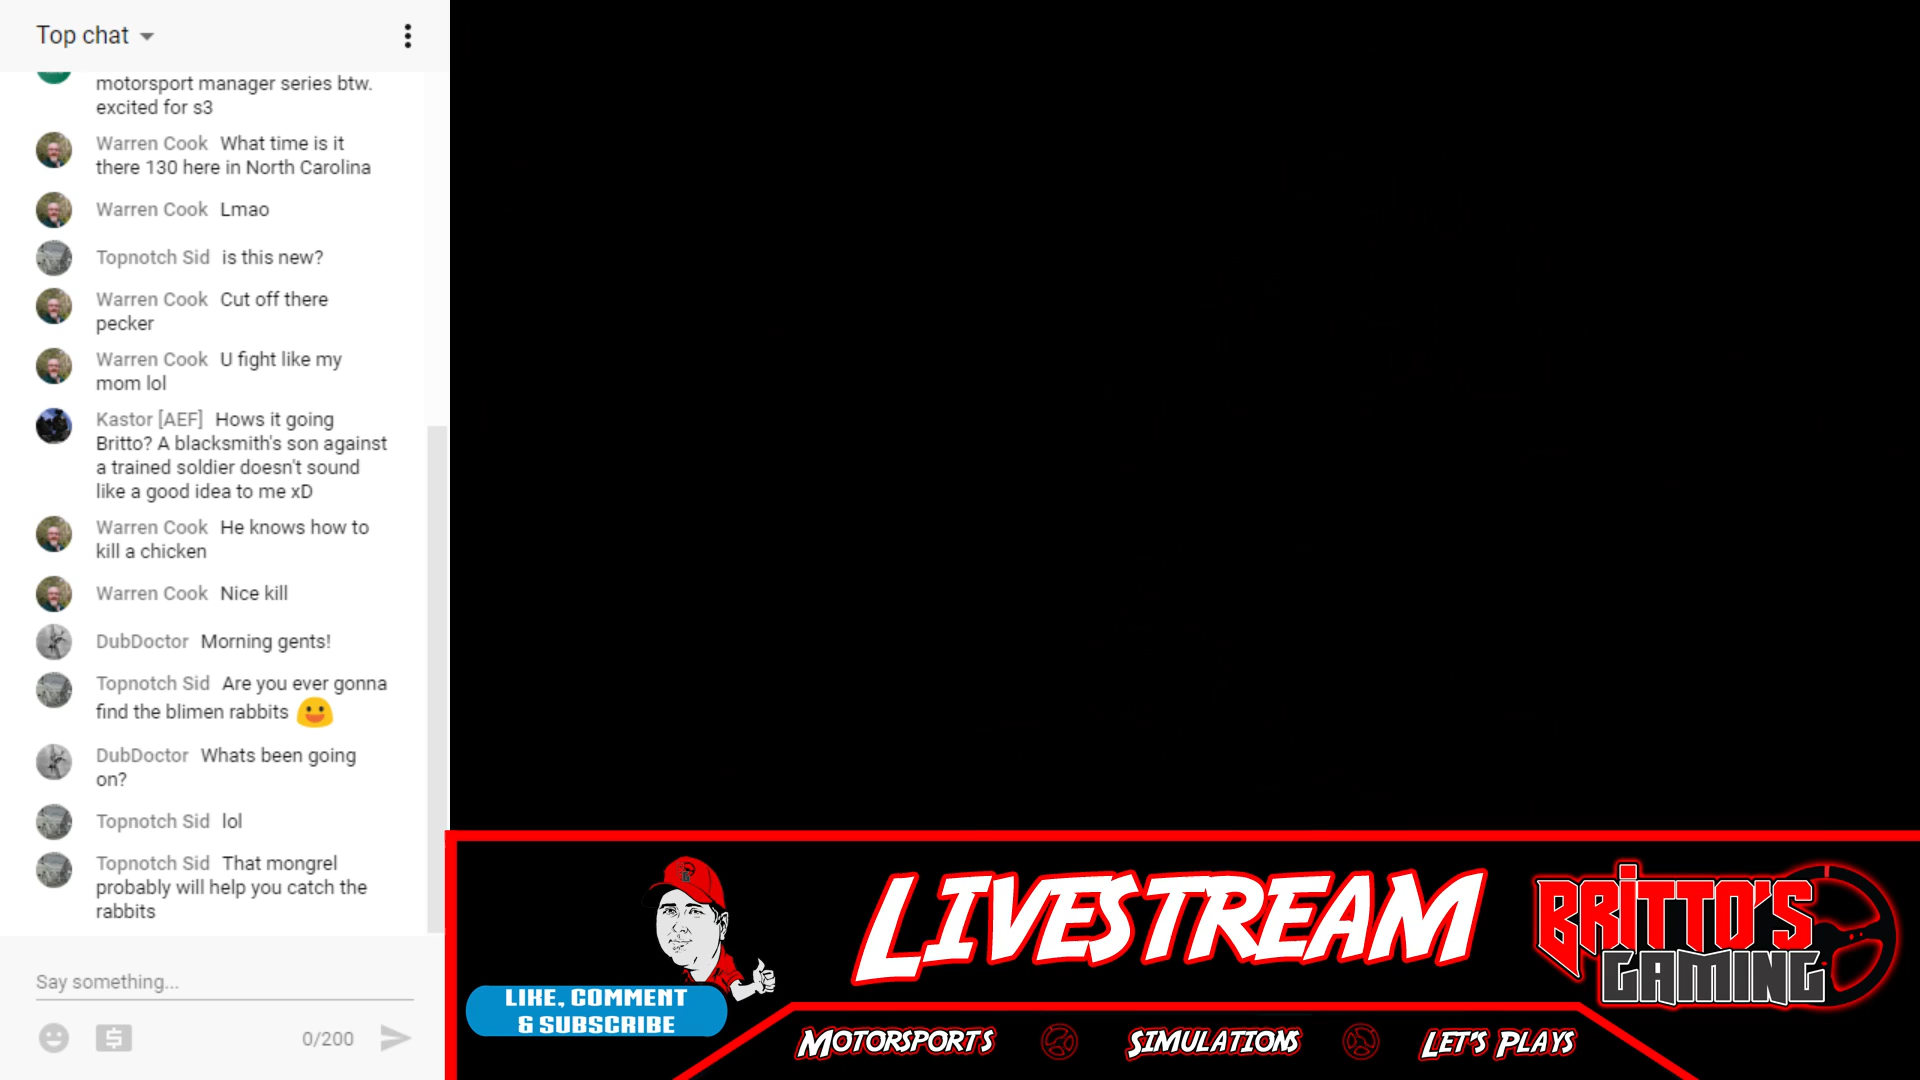 Top chat
motorsport manager series btw.
excited for s3
Warren Cook What time is it
there 130 here in North Carolina
Warren Cook Lmao
Topnotch Sid is this new?
Warren Cook Cut off there
pecker
Warren Cook U fight like my
mom lol
Kastor [AEF] Hows it going
Britto? A blacksmith's son against
a trained soldier doesn't sound
like a good idea to me xD
Warren Cook He knows how to
kill a chicken
Warren Cook Nice kill
DubDoctor Morning gents!
Topnotch Sid Are you ever gonna
find the blimen rabbits
DubDoctor Whats been going
on?
Topnotch Sid lol
Topnotch Sid That mongrel
probably will help you catch the
rabbits
Say something...
0/200
LIKE, COMMENT
& SUBSCRIBE
LIVESTREAM
BRITTO'S
GAMING
MOTORSPORTS
SIMULATIONS
LET'S PLAYS